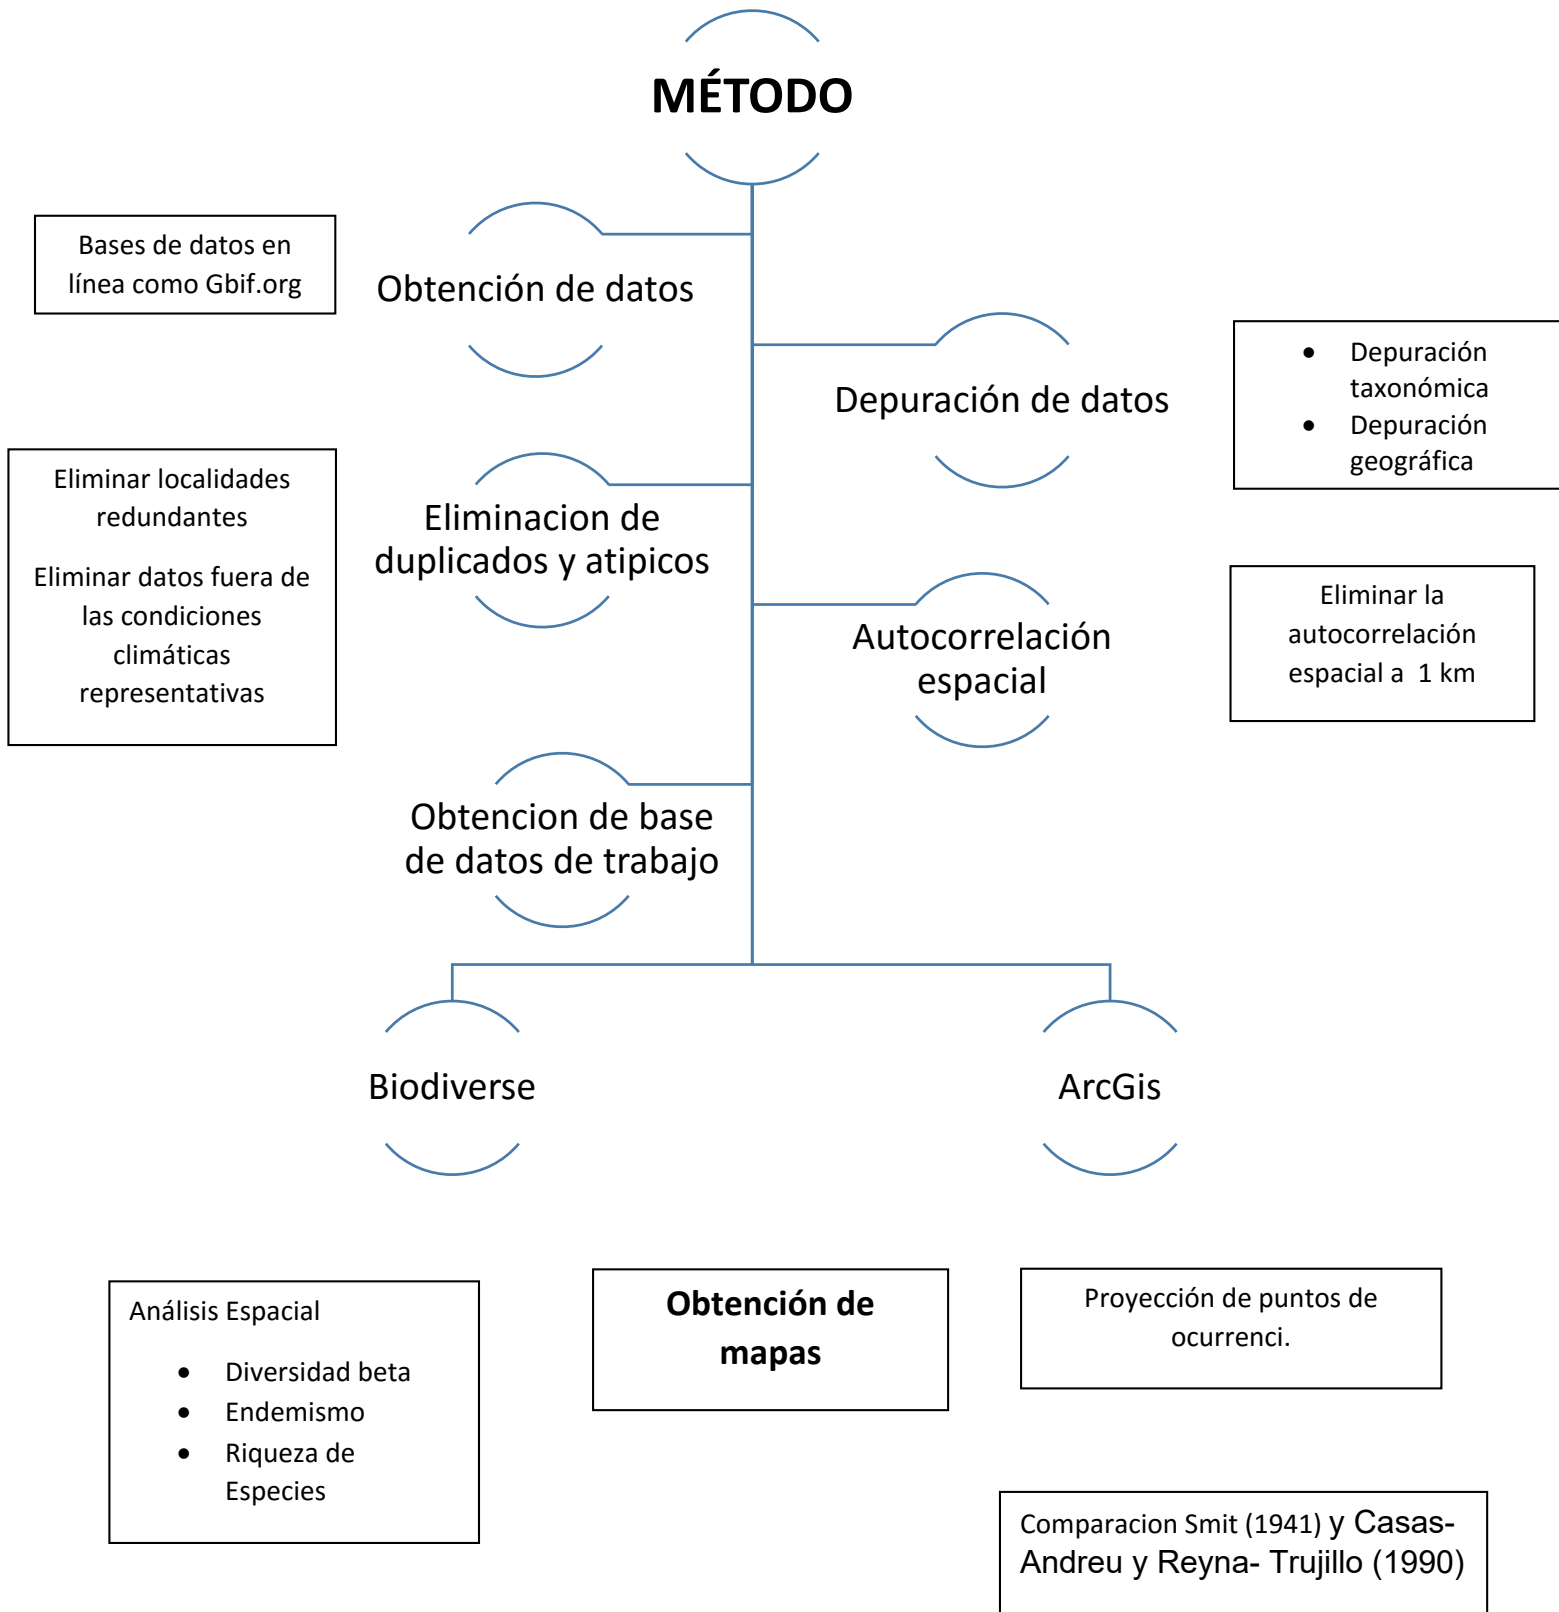 MÉTODO
Bases de datos en
línea como Gbif.org
Obtención de datos
Depuración de datos
• Depuración
taxonómica
• Depuración
geográfica
Eliminar localidades
redundantes
Eliminar datos fuera de
las condiciones
climáticas
representativas
Eliminacion de
duplicados y atipicos
Autocorrelación
espacial
Eliminar la
autocorrelación
espacial a 1 km
Obtencion de base
de datos de trabajo
Biodiverse
ArcGis
Análisis Espacial
• Diversidad beta
• Endemismo
• Riqueza de
Especies
Obtención de
mapas
Proyección de puntos de
ocurrenci.
Comparacion Smit (1941) y Casas-
Andreu y Reyna- Trujillo (1990)